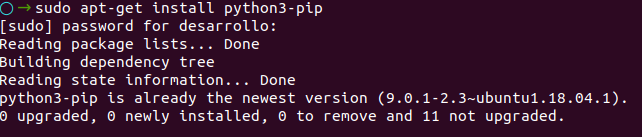 ○ → sudo apt-get install python3-pip
[sudo] password for desarrollo:
Reading package lists... Done
Building dependency tree
Reading state information... Done
python3-pip is already the newest version (9.0.1-2.3~ubuntu1.18.04.1).
0 upgraded, 0 newly installed, 0 to remove and 11 not upgraded.